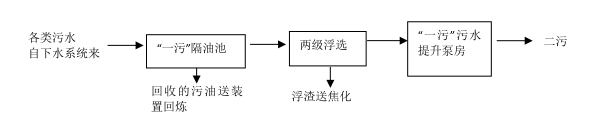 各类污水
自下水系统来
“一污”隔油池
两级浮选
“一污”污水
提升泵房
二污
回收的污油送装
置回炼
浮渣送焦化